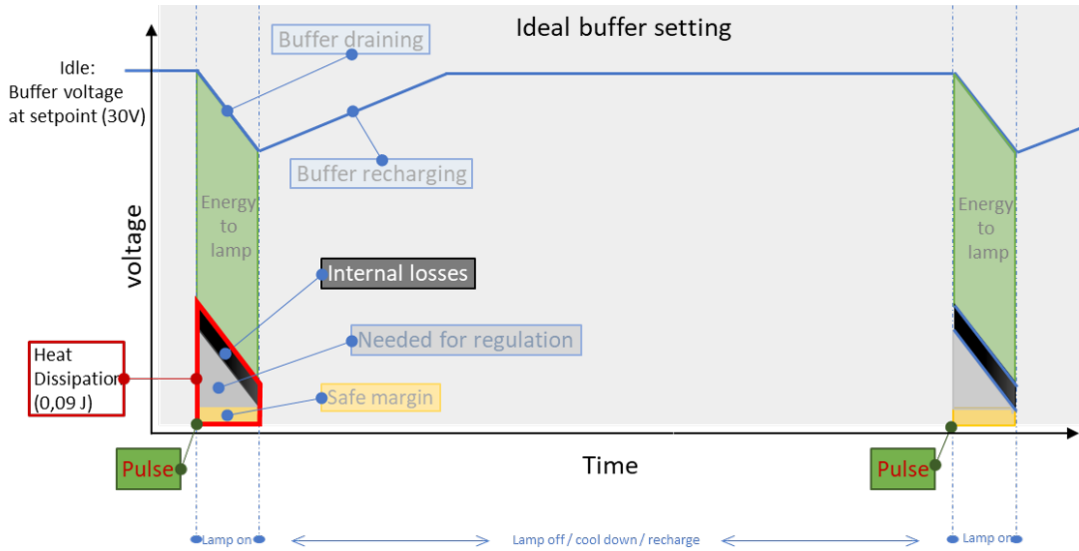 Ideal buffer setting
Buffer draining
Idle:
Buffer voltage
at setpoint (30V)
Buffer recharging
Energy
to
lamp
Energy
to
lamp
voltage
Internal losses
Needed for regulation
Heat
Dissipation
(0,09 J)
Safe margin
Pulse
Time
Pulse
Lamp on
Lamp off / cool down / recharge
Lamp on